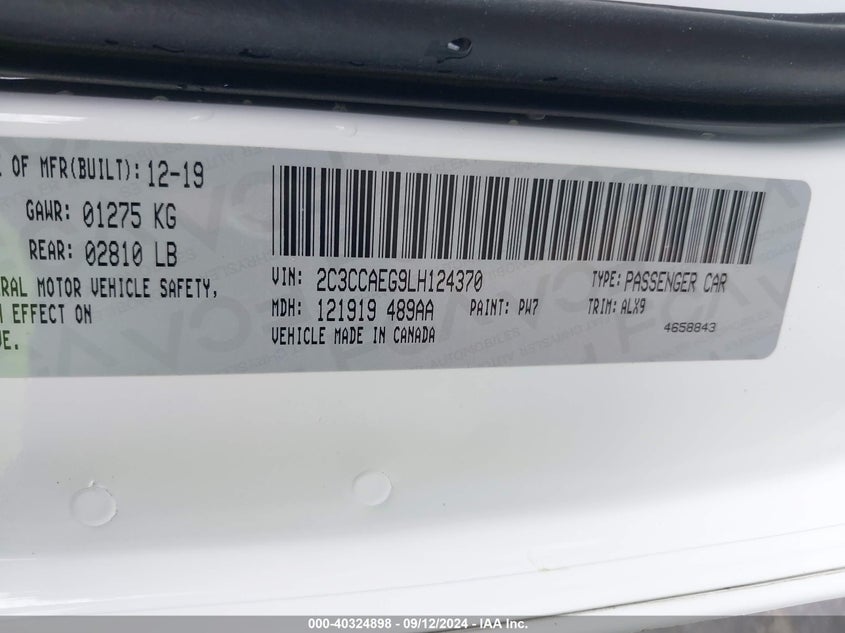 OF MFR(BUILT): 12-19
GAWR: 01275 KG
REAR: 02810 LB
MOTOR VEHICLE SAFETY,
EFFECT ON
VIN: 2C3CCAEG9LH124370 TYPE: PASSENGER CAR
MDH: 121919 489AA PAINT: PW7 TRIM: ALX9
VEHICLE MADE IN CANADA
4658843
000-40324898 - 09/12/2024 - IAA Inc.